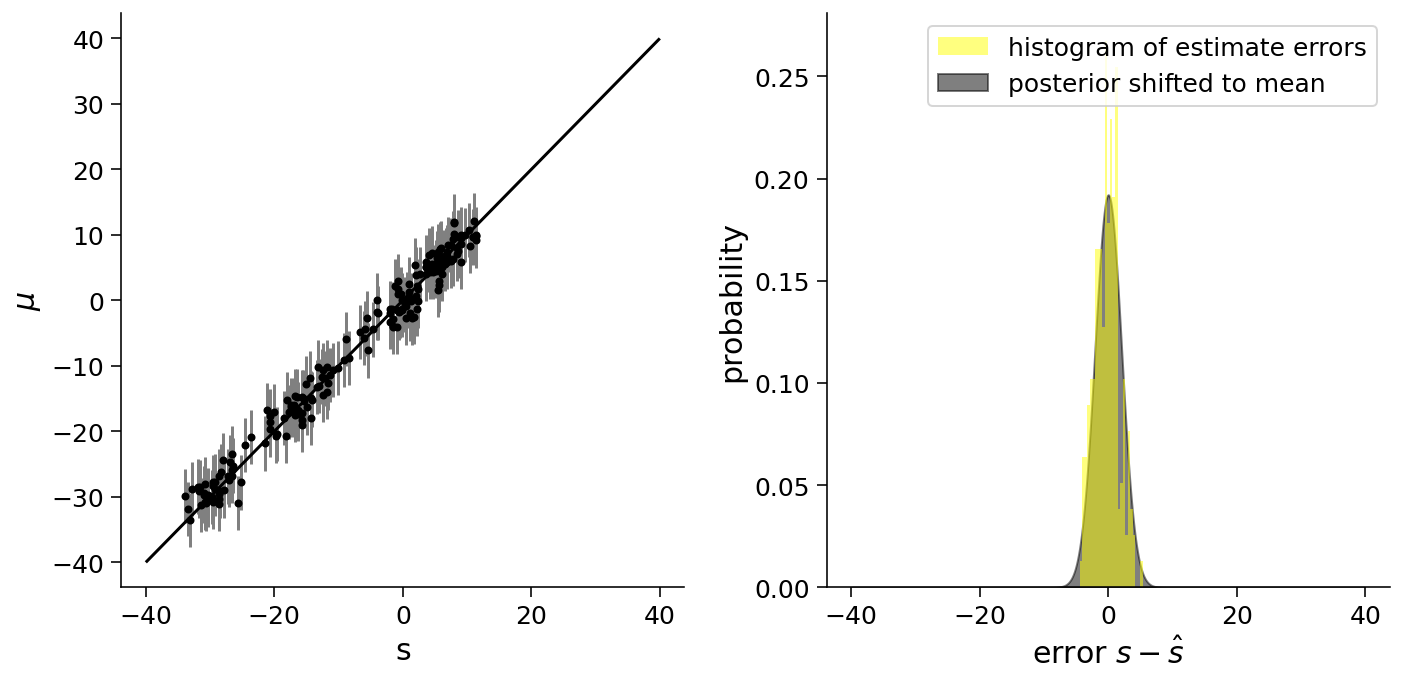 40
30
20
10
0
−10
−20
−30
−40
μ
−40 −20 0 20 40
s
histogram of estimate errors
posterior shifted to mean
0.25
0.20
0.15
0.10
0.05
0.00
probability
−40 −20 0 20 40
error s − ŝ